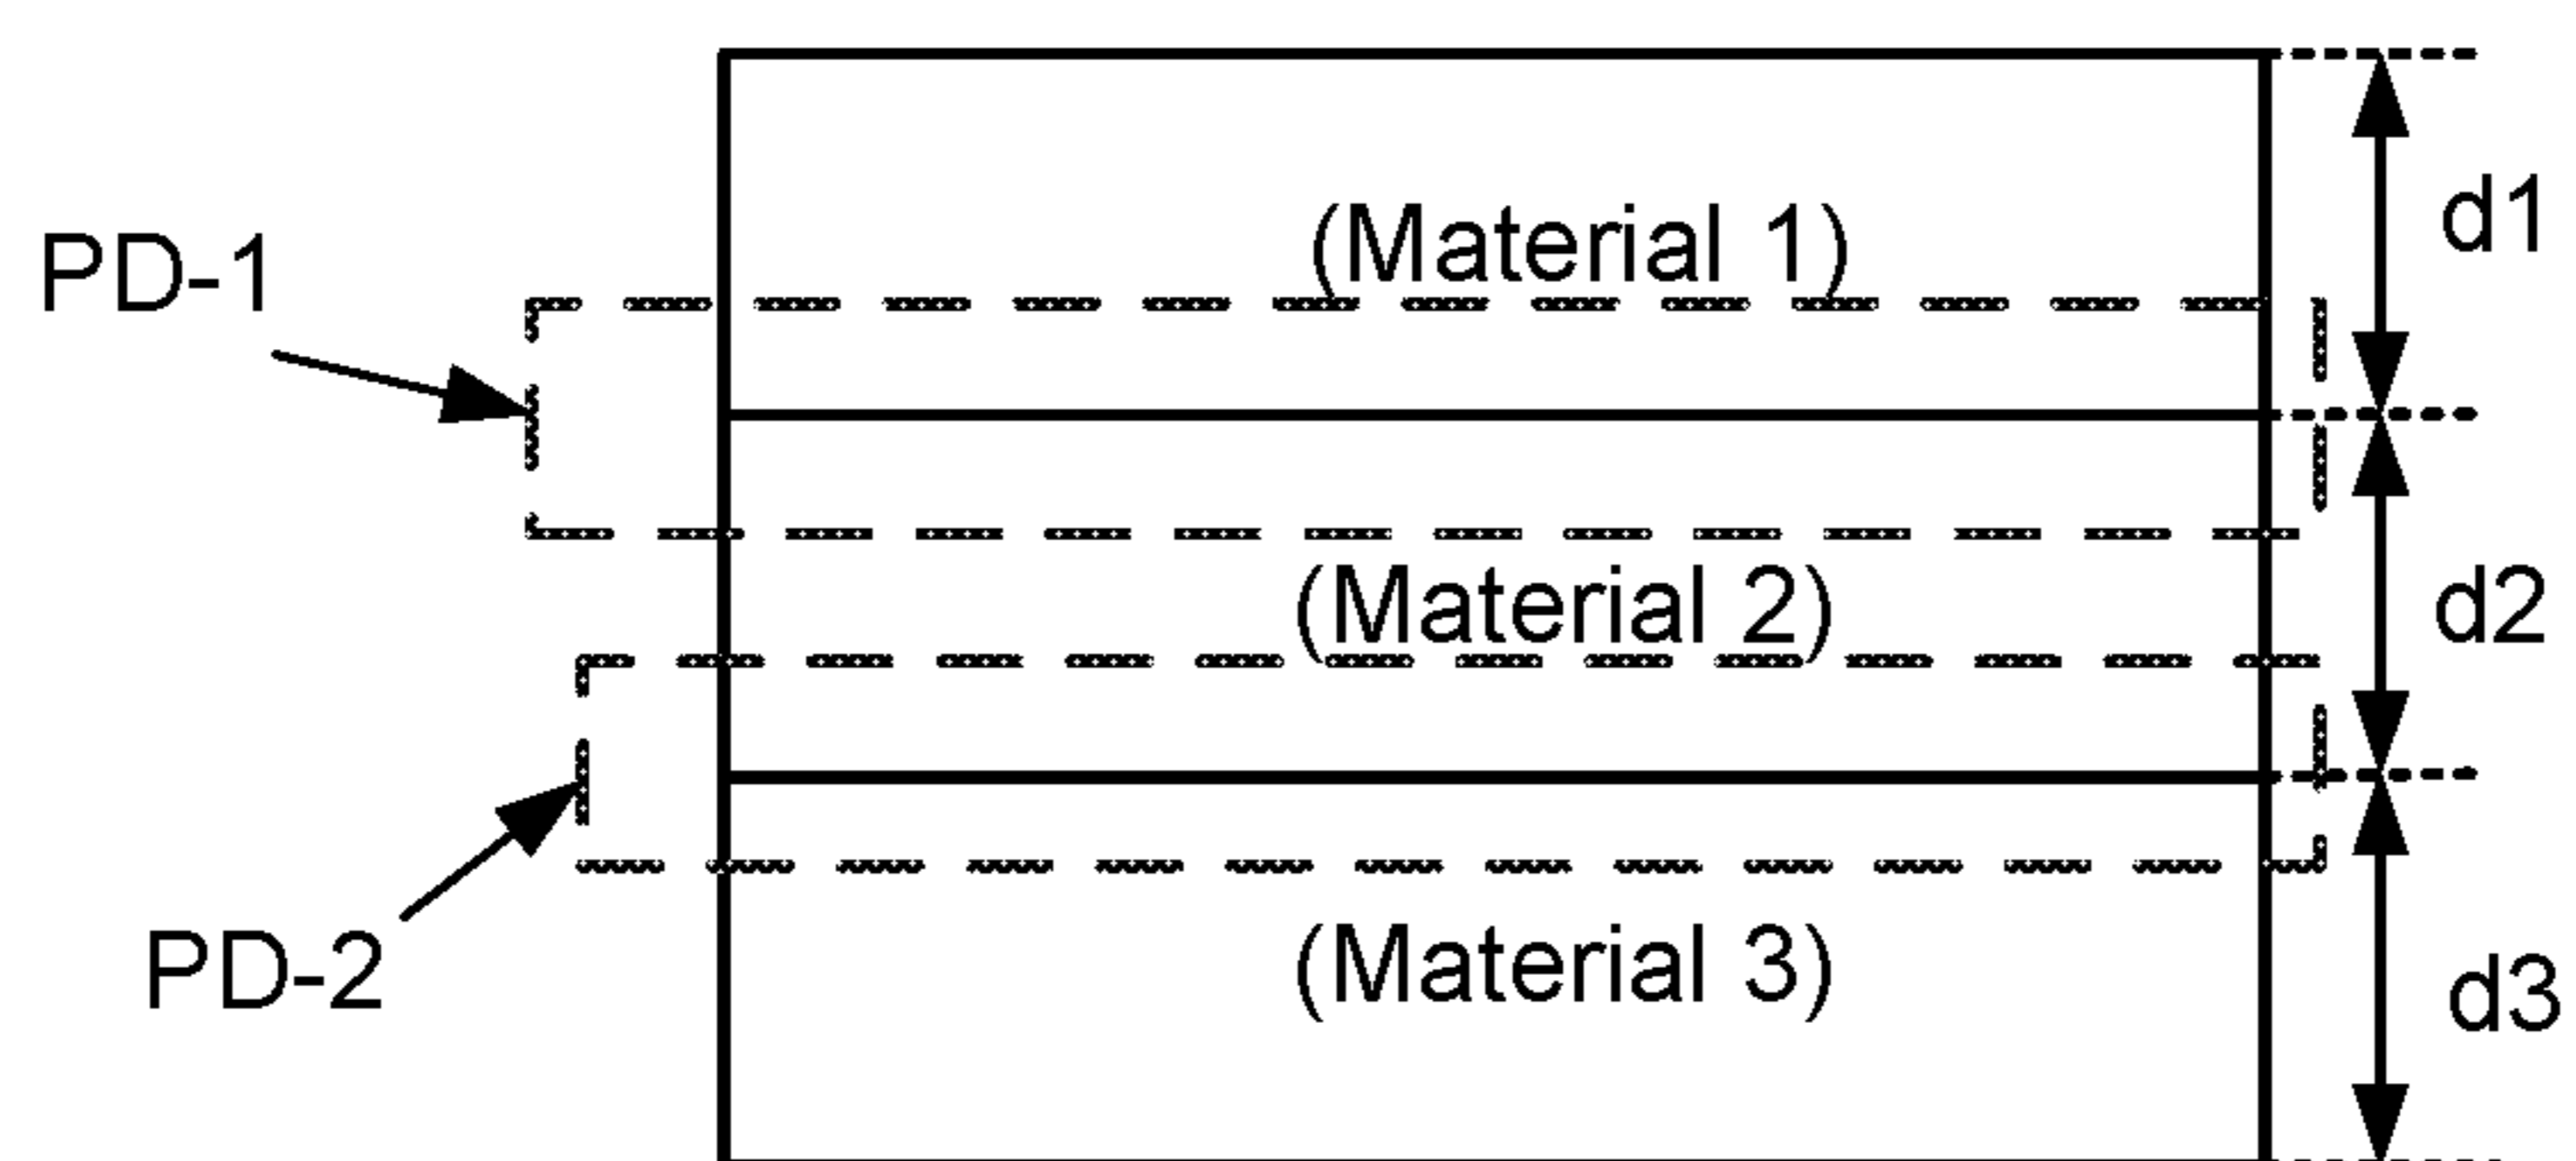 (Material 1)
d1
PD-1
(Material 2)
d2
PD-2
(Material 3)
d3